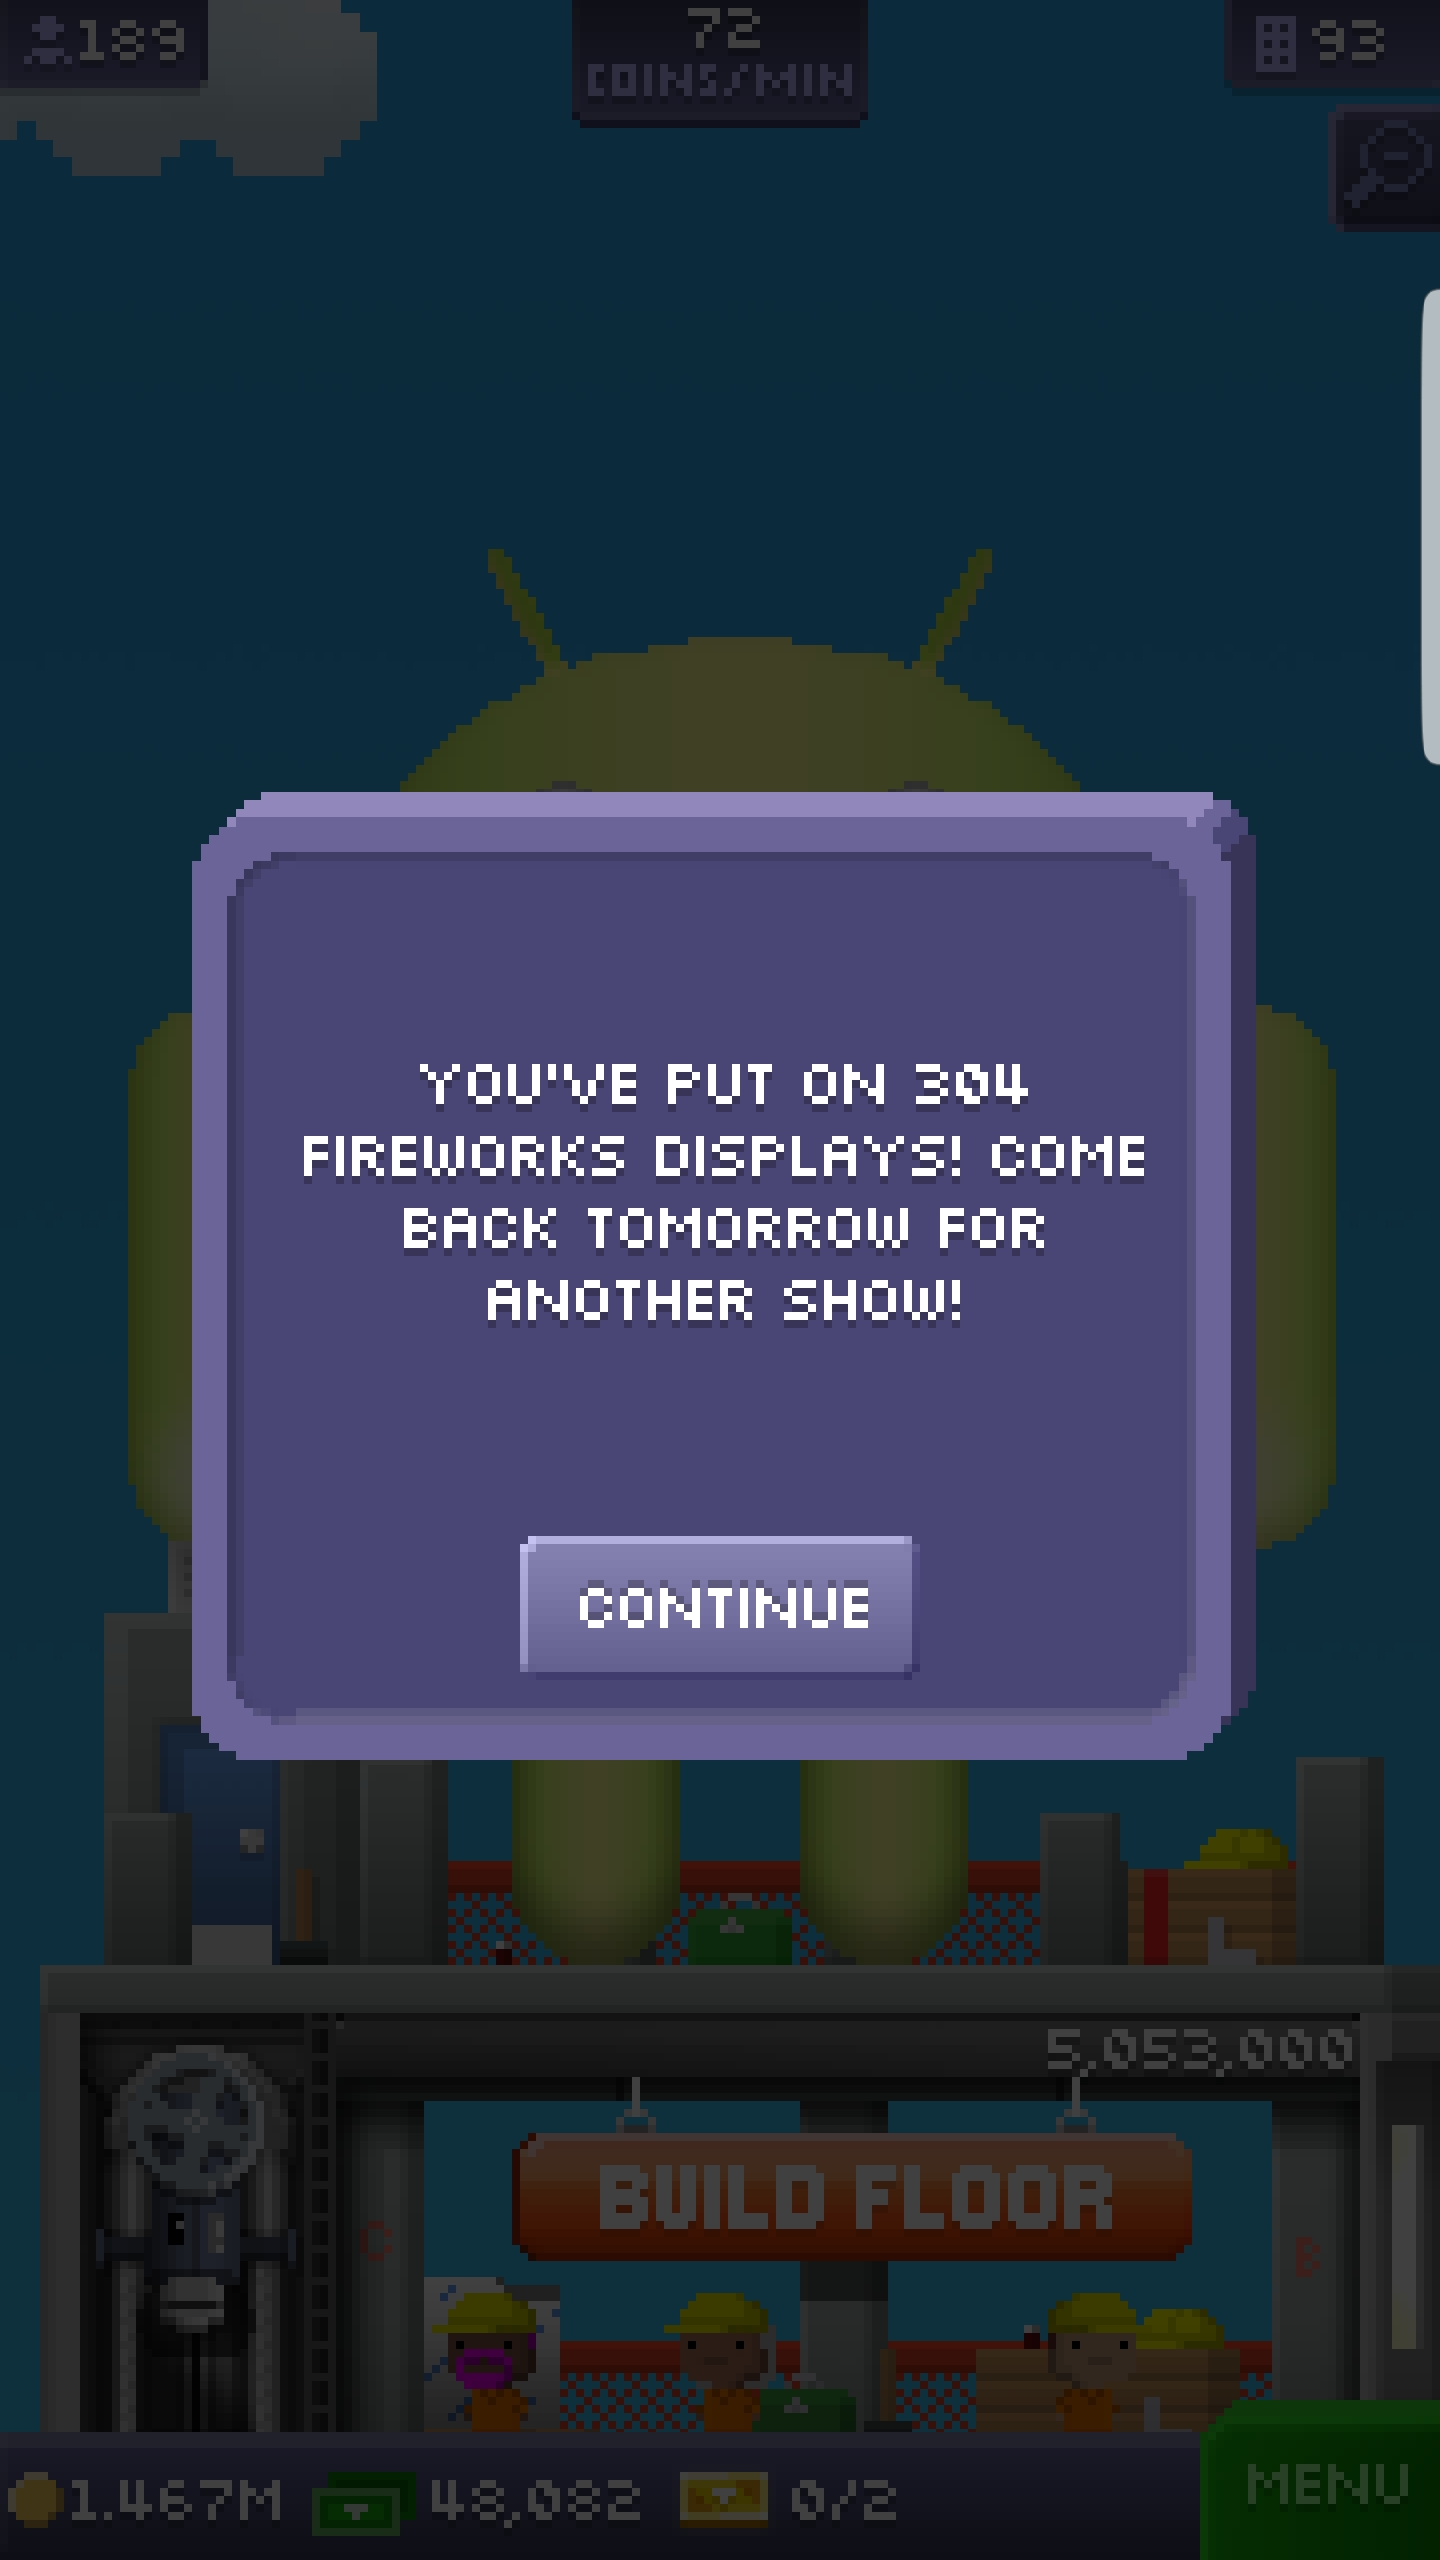 189
72
COINS/MIN
93
YOU'VE PUT ON 304
FIREWORKS DISPLAYS! COME
BACK TOMORROW FOR
ANOTHER SHOW!
CONTINUE
5,053,000
BUILD FLOOR
C
B
1.467M
48,082
0/2
MENU